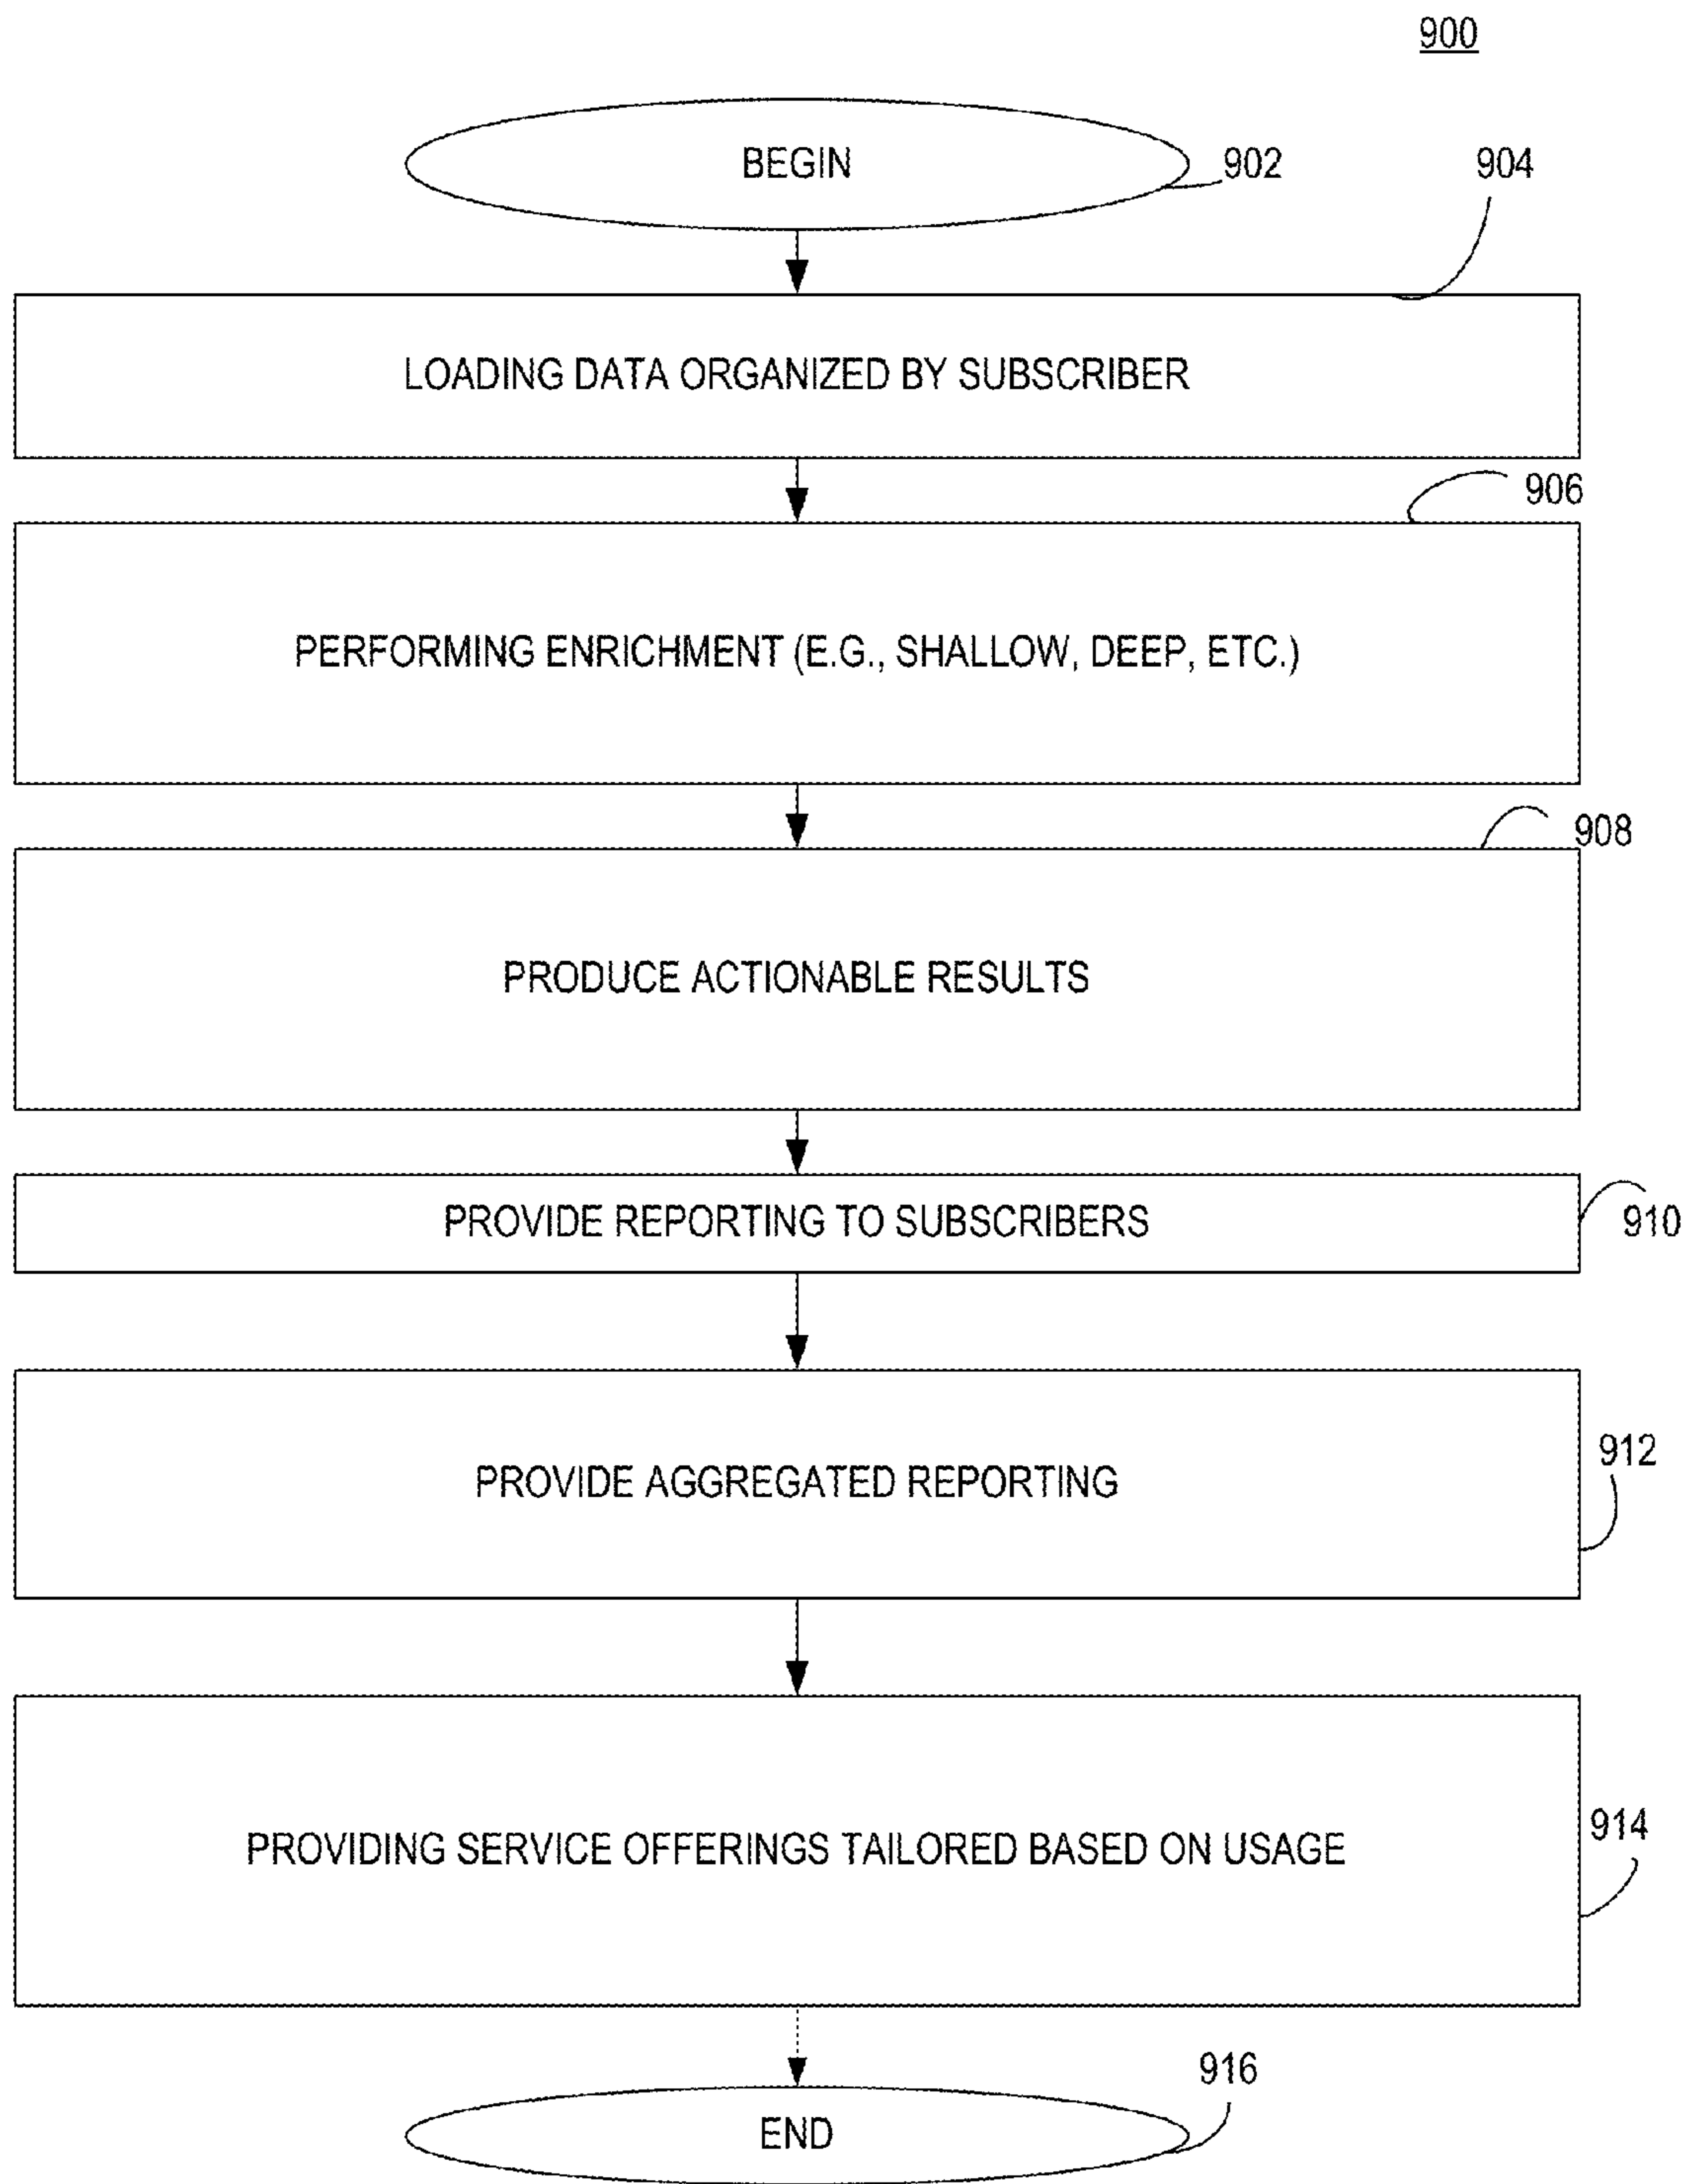 900
BEGIN
902
904
LOADING DATA ORGANIZED BY SUBSCRIBER
906
PERFORMING ENRICHMENT (E.G., SHALLOW, DEEP, ETC.)
908
PRODUCE ACTIONABLE RESULTS
PROVIDE REPORTING TO SUBSCRIBERS
910
912
PROVIDE AGGREGATED REPORTING
914
PROVIDING SERVICE OFFERINGS TAILORED BASED ON USAGE
916
END